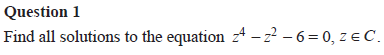 Question 1
Find all solutions to the equation z⁴ – z² – 6 = 0, z ∈ C.